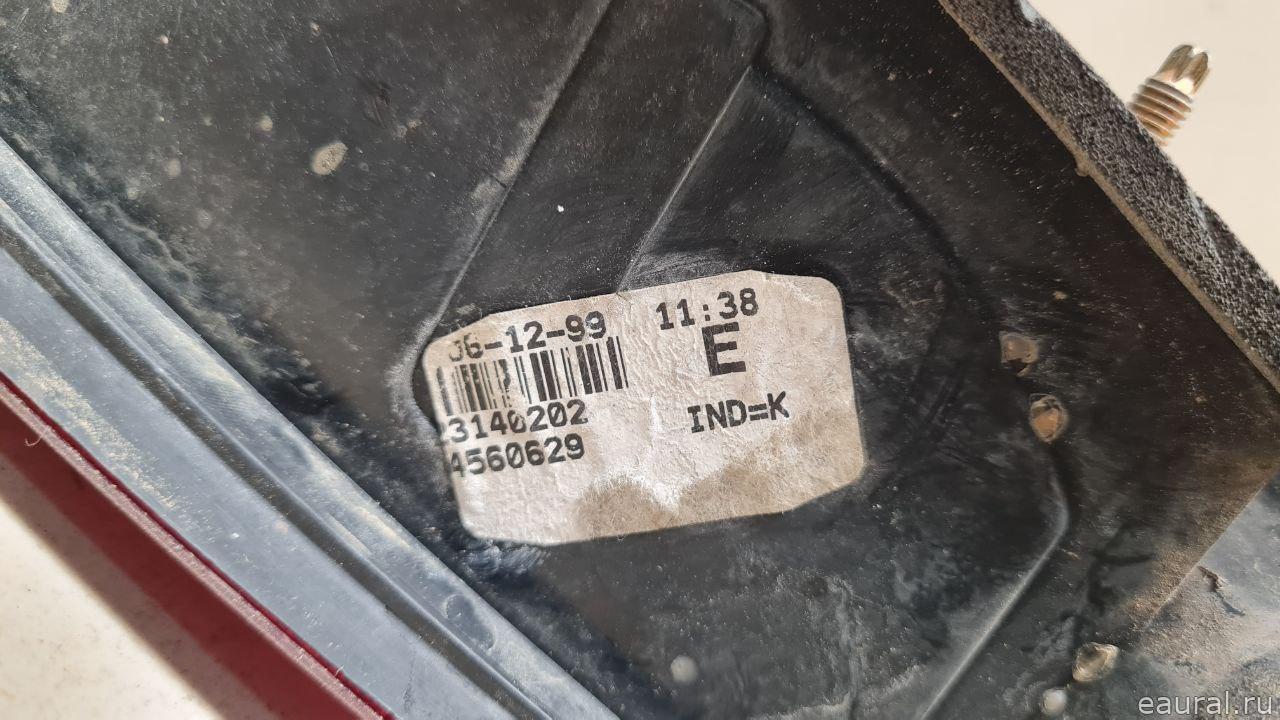 06-12-99 11:38
E
3140202 IND=K
4560629
eaural.ru